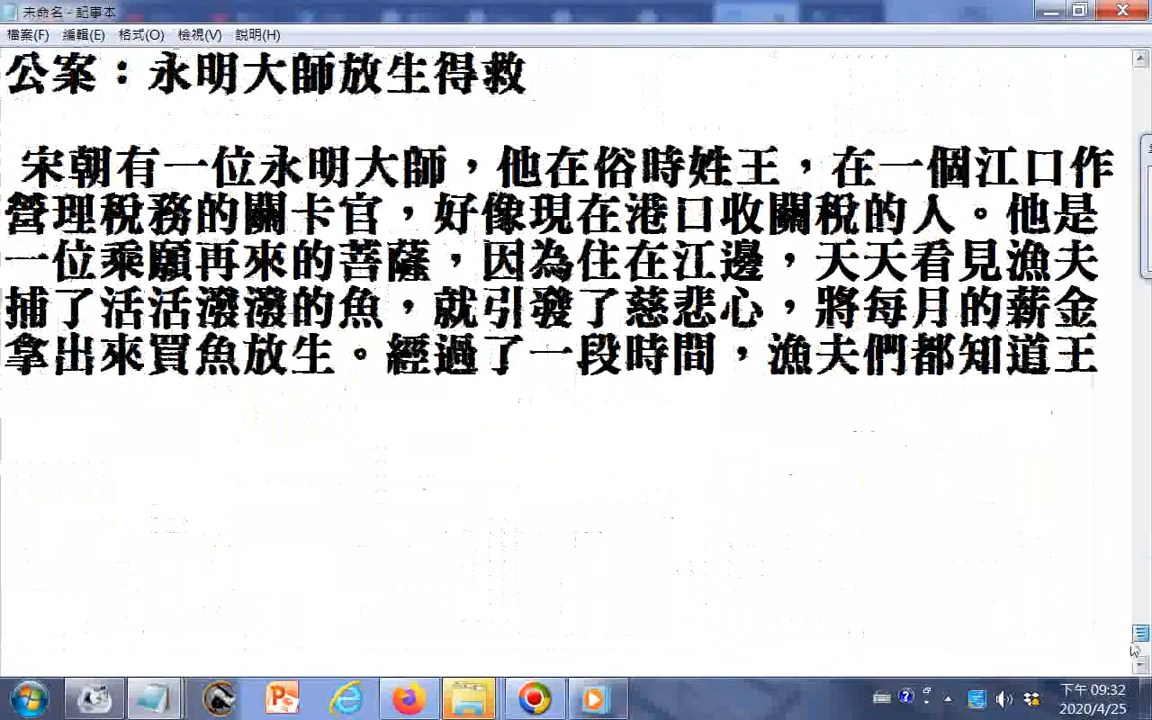 未命名 - 記事本
檔案(F) 編輯(E) 格式(O) 檢視(V) 說明(H)
公案：永明大師放生得救
宋朝有一位永明大師，他在俗時姓王，在一個江口作
營理稅務的關卡官，好像現在港口收關稅的人。他是
一位乘願再來的菩薩，因為住在江邊，天天看見漁夫
捕了活活潑潑的魚，就引發了慈悲心，將每月的薪金
拿出來買魚放生。經過了一段時間，漁夫們都知道王
下午 09:32
2020/4/25